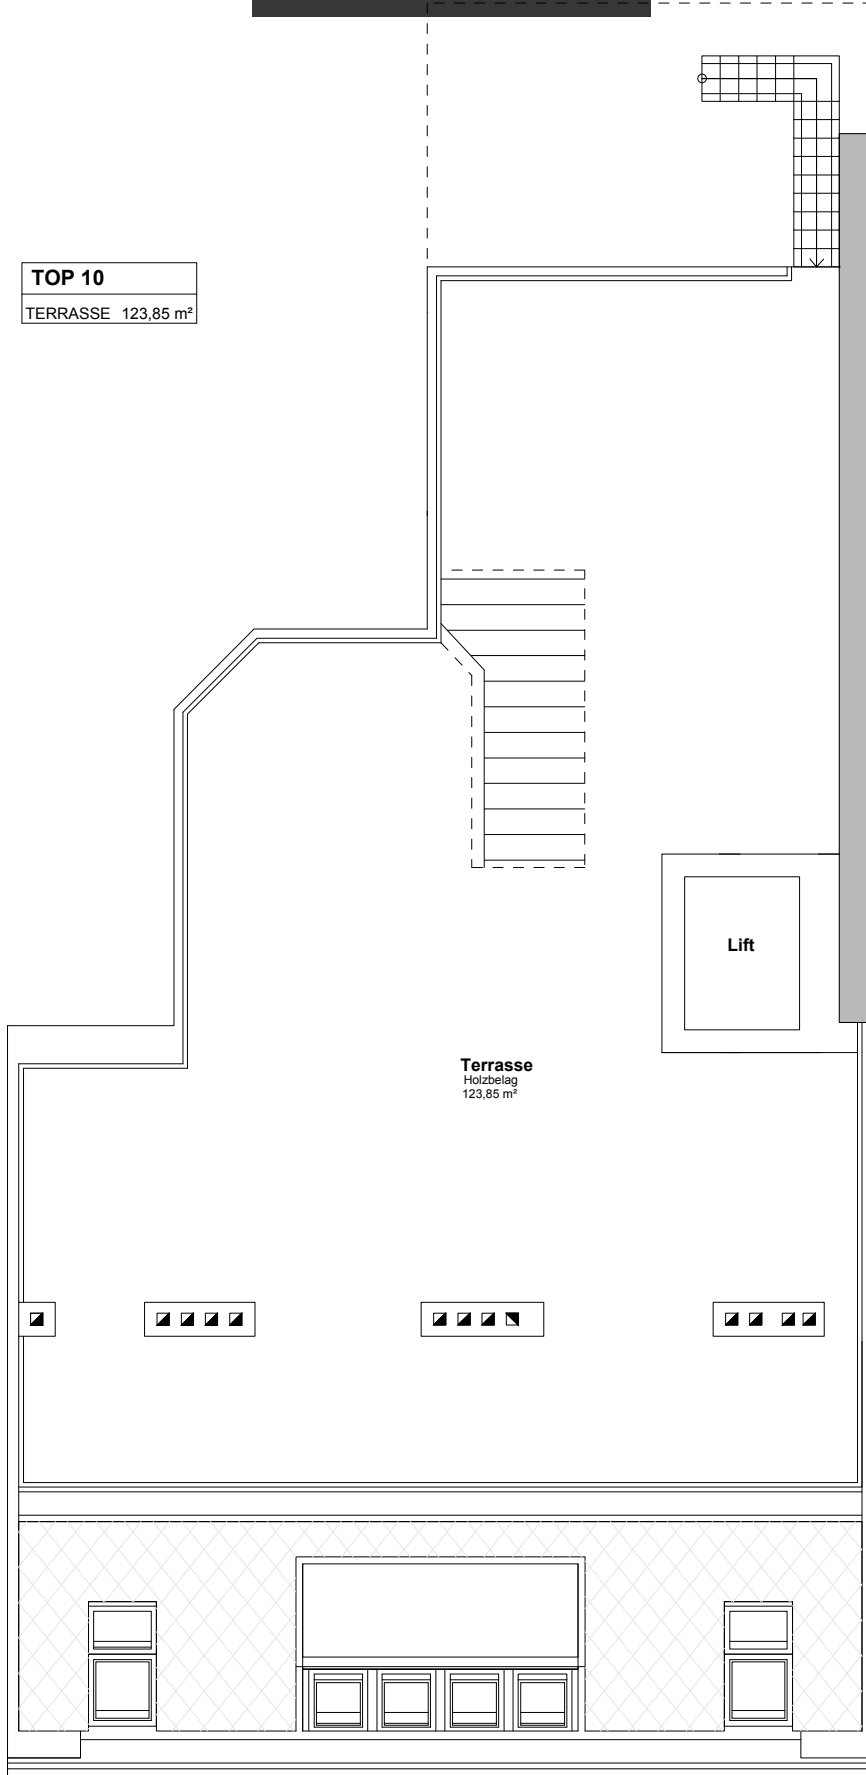 TOP 10
TERRASSE 123,85 m²
Lift
Terrasse
Holzbelag
123,85 m²